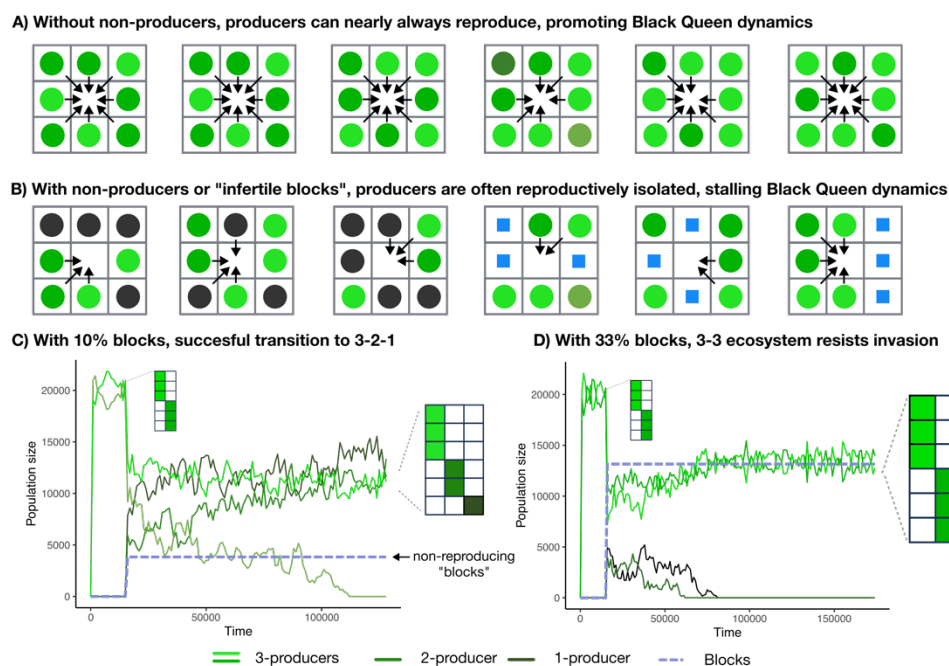 A) Without non-producers, producers can nearly always reproduce, promoting Black Queen dynamics
B) With non-producers or "infertile blocks", producers are often reproductively isolated, stalling Black Queen dynamics
C) With 10% blocks, succesful transition to 3-2-1
D) With 33% blocks, 3-3 ecosystem resists invasion
Population size
20000
15000
10000
5000
0
0
50000
100000
Time
non-reproducing
"blocks"
Population size
20000
15000
10000
5000
0
0
50000
100000
150000
Time
3-producers
2-producer
1-producer
Blocks